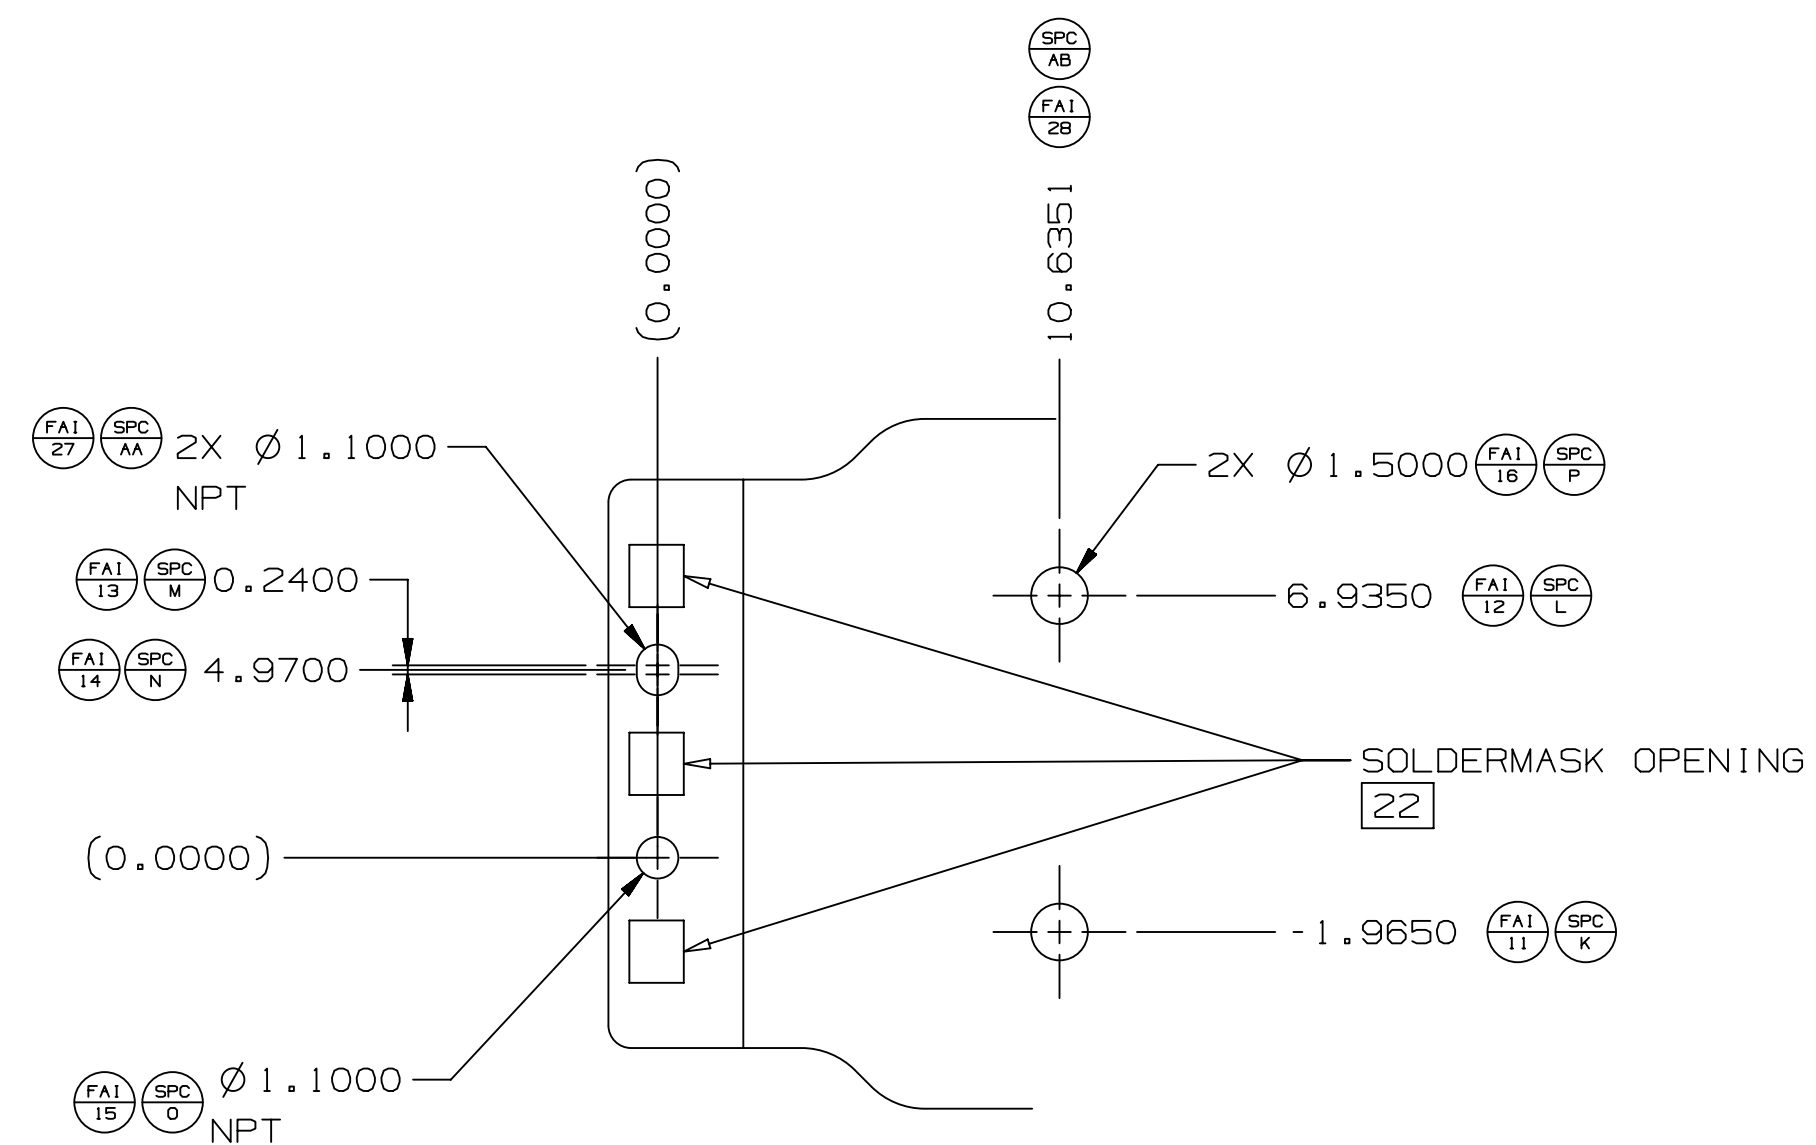 SPC
AB
FAI
28
(0.0000)
10.6351
FAI
27
SPC
AA
2X Ø1.1000
NPT
2X Ø1.5000
FAI
16
SPC
P
FAI
13
SPC
M
0.2400
6.9350
FAI
12
SPC
L
FAI
14
SPC
N
4.9700
SOLDERMASK OPENING
22
(0.0000)
-1.9650
FAI
11
SPC
K
FAI
15
SPC
O
Ø1.1000
NPT